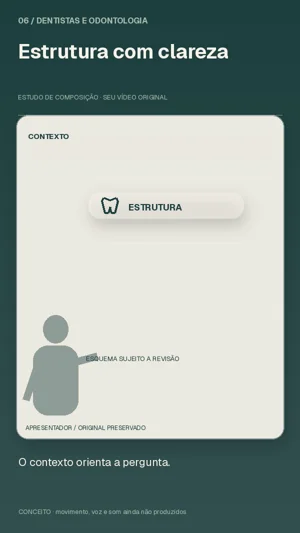 06 / DENTISTAS E ODONTOLOGIA
Estrutura com clareza
ESTUDO DE COMPOSIÇÃO · SEU VÍDEO ORIGINAL
CONTEXTO
ESTRUTURA
ESQUEMA SUJEITO A REVISÃO
APRESENTADOR / ORIGINAL PRESERVADO
O contexto orienta a pergunta.
CONCEITO · movimento, voz e som ainda não produzidos